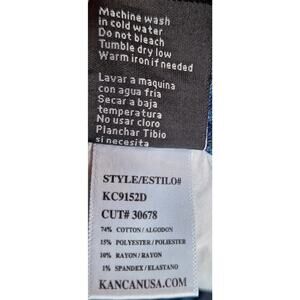 Machine wash
in cold water
Do not bleach
Tumble dry low
Warm iron if needed
Lavar a maquina
con agua fría
Secar a baja
temperatura
No usar cloro
Planchar Tibio
si necesita
STYLE/ESTILO#
KC9152D
CUT# 30678
74% COTTON / ALGODON
15% POLYESTER / POLIESTER
10% RAYON / RAYON
1% SPANDEX / ELASTANO
KANCANUSA.COM